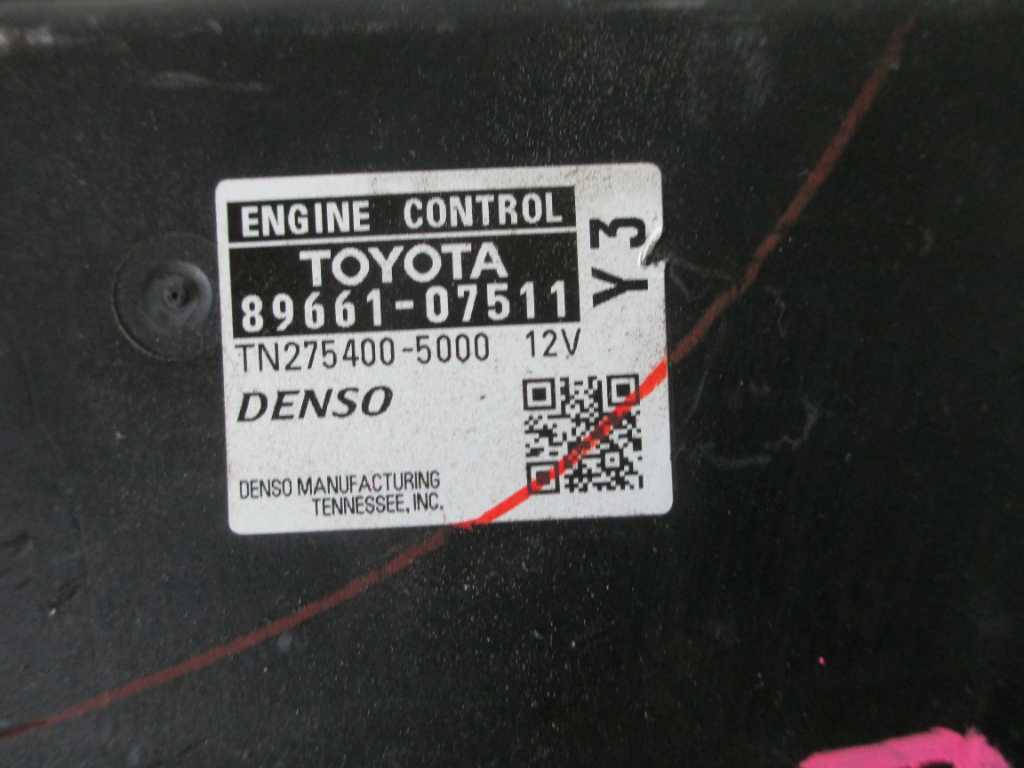 ENGINE CONTROL
TOYOTA
89661-07511
Y3
TN275400-5000 12V
DENSO
DENSO MANUFACTURING
TENNESSEE, INC.